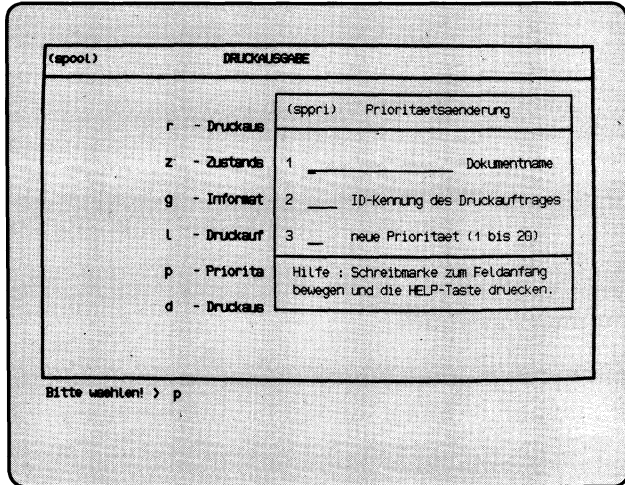 (spool) DRUCKAUSGABE
(sppri) Prioritaetsaenderung
r - Druckaus
z - Zustands 1 _ Dokumentname
g - Informat 2 _ ID-Kennung des Druckauftrages
l - Druckauf 3 _ neue Prioritaet (1 bis 20)
p - Priorita Hilfe : Schreibmarke zum Feldanfang
bewegen und die HELP-Taste druecken.
d - Druckaus
Bitte waehlen! > p